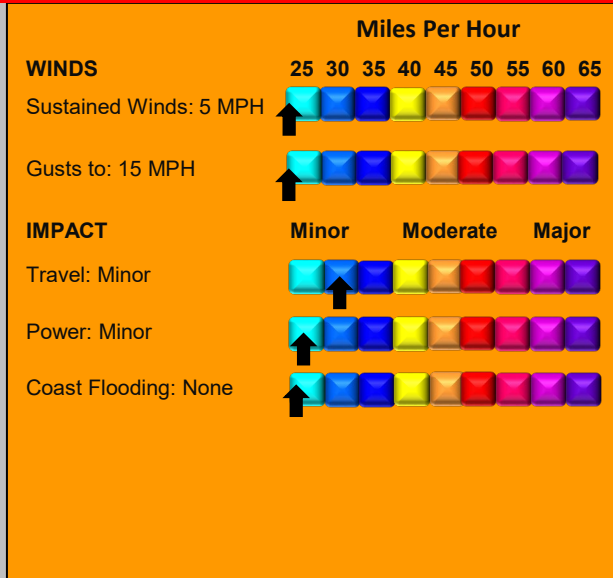 Miles Per Hour
WINDS 25 30 35 40 45 50 55 60 65
Sustained Winds: 5 MPH
Gusts to: 15 MPH
IMPACT Minor Moderate Major
Travel: Minor
Power: Minor
Coast Flooding: None